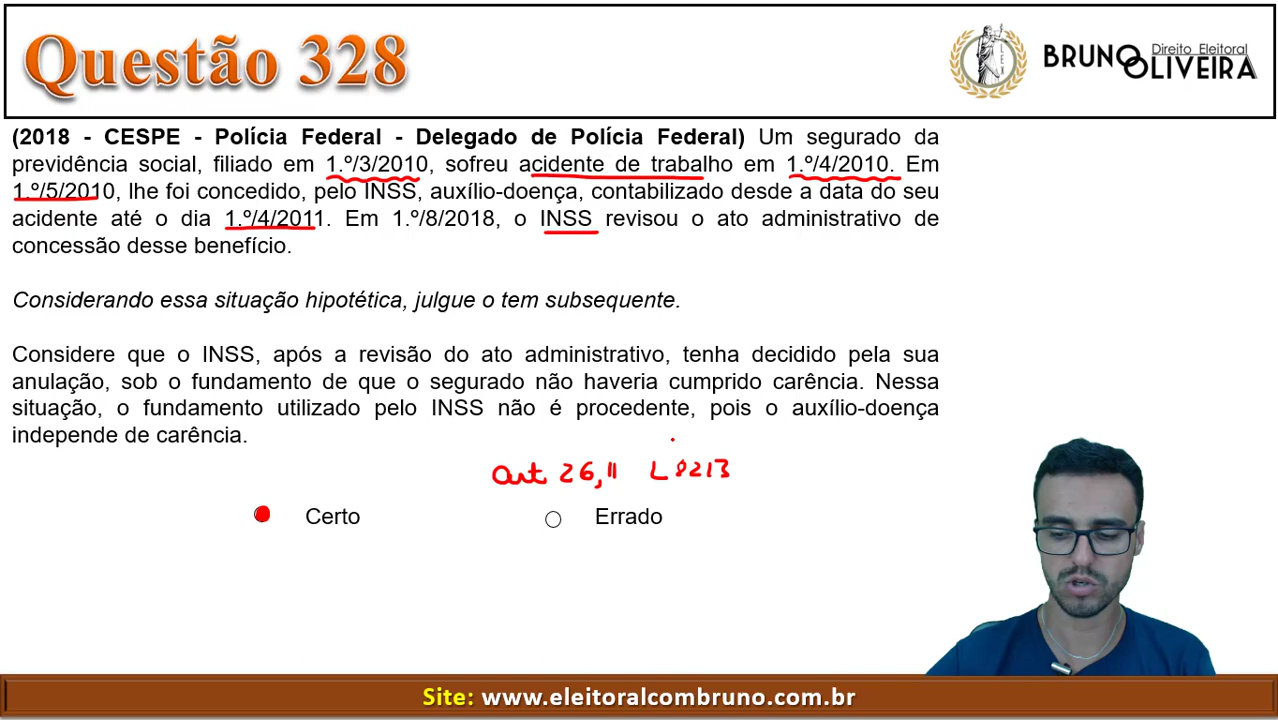 Questão 328
BRUNO
Direito Eleitoral
OLIVEIRA
(2018 - CESPE - Polícia Federal - Delegado de Polícia Federal) Um segurado da
previdência social, filiado em 1.º/3/2010, sofreu acidente de trabalho em 1.º/4/2010. Em
1.º/5/2010, lhe foi concedido, pelo INSS, auxílio-doença, contabilizado desde a data do seu
acidente até o dia 1.º/4/2011. Em 1.º/8/2018, o INSS revisou o ato administrativo de
concessão desse benefício.
Considerando essa situação hipotética, julgue o tem subsequente.
Considere que o INSS, após a revisão do ato administrativo, tenha decidido pela sua
anulação, sob o fundamento de que o segurado não haveria cumprido carência. Nessa
situação, o fundamento utilizado pelo INSS não é procedente, pois o auxílio-doença
independe de carência.
art 26, II L 8213
Certo Errado
Site: www.eleitoralcombruno.com.br